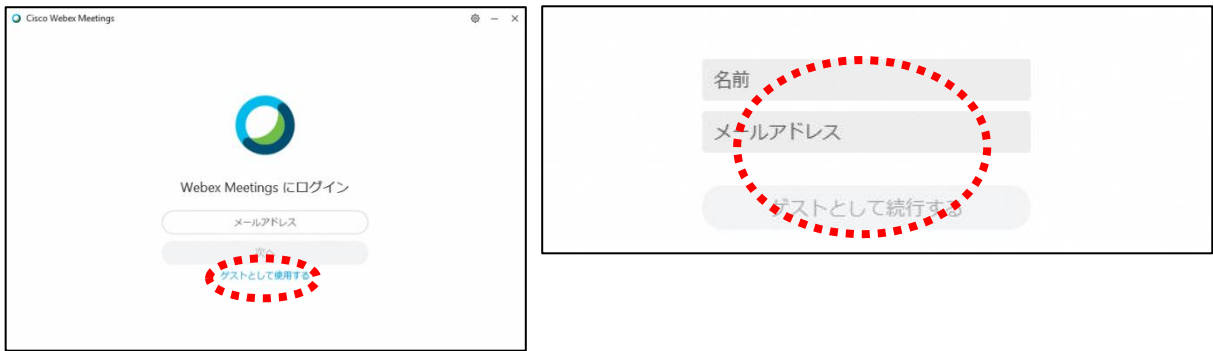 Cisco Webex Meetings
Webex Meetings にログイン
メールアドレス
次へ
ゲストとして使用する
名前
メールアドレス
ゲストとして続行する